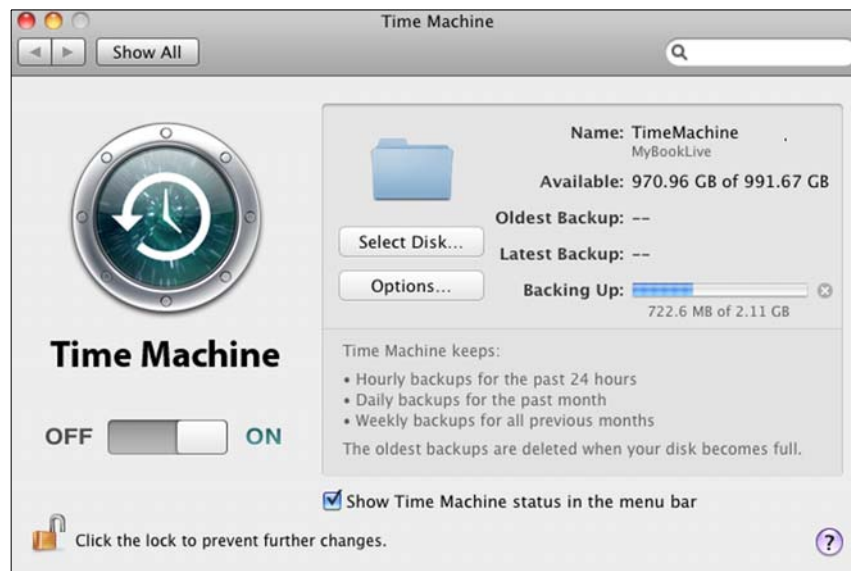 Time Machine
Show All
Name: TimeMachine
MyBookLive
Available: 970.96 GB of 991.67 GB
Oldest Backup: --
Select Disk...
Latest Backup: --
Options...
Backing Up:
722.6 MB of 2.11 GB
Time Machine
Time Machine keeps:
• Hourly backups for the past 24 hours
• Daily backups for the past month
• Weekly backups for all previous months
The oldest backups are deleted when your disk becomes full.
OFF ON
Show Time Machine status in the menu bar
Click the lock to prevent further changes.
?